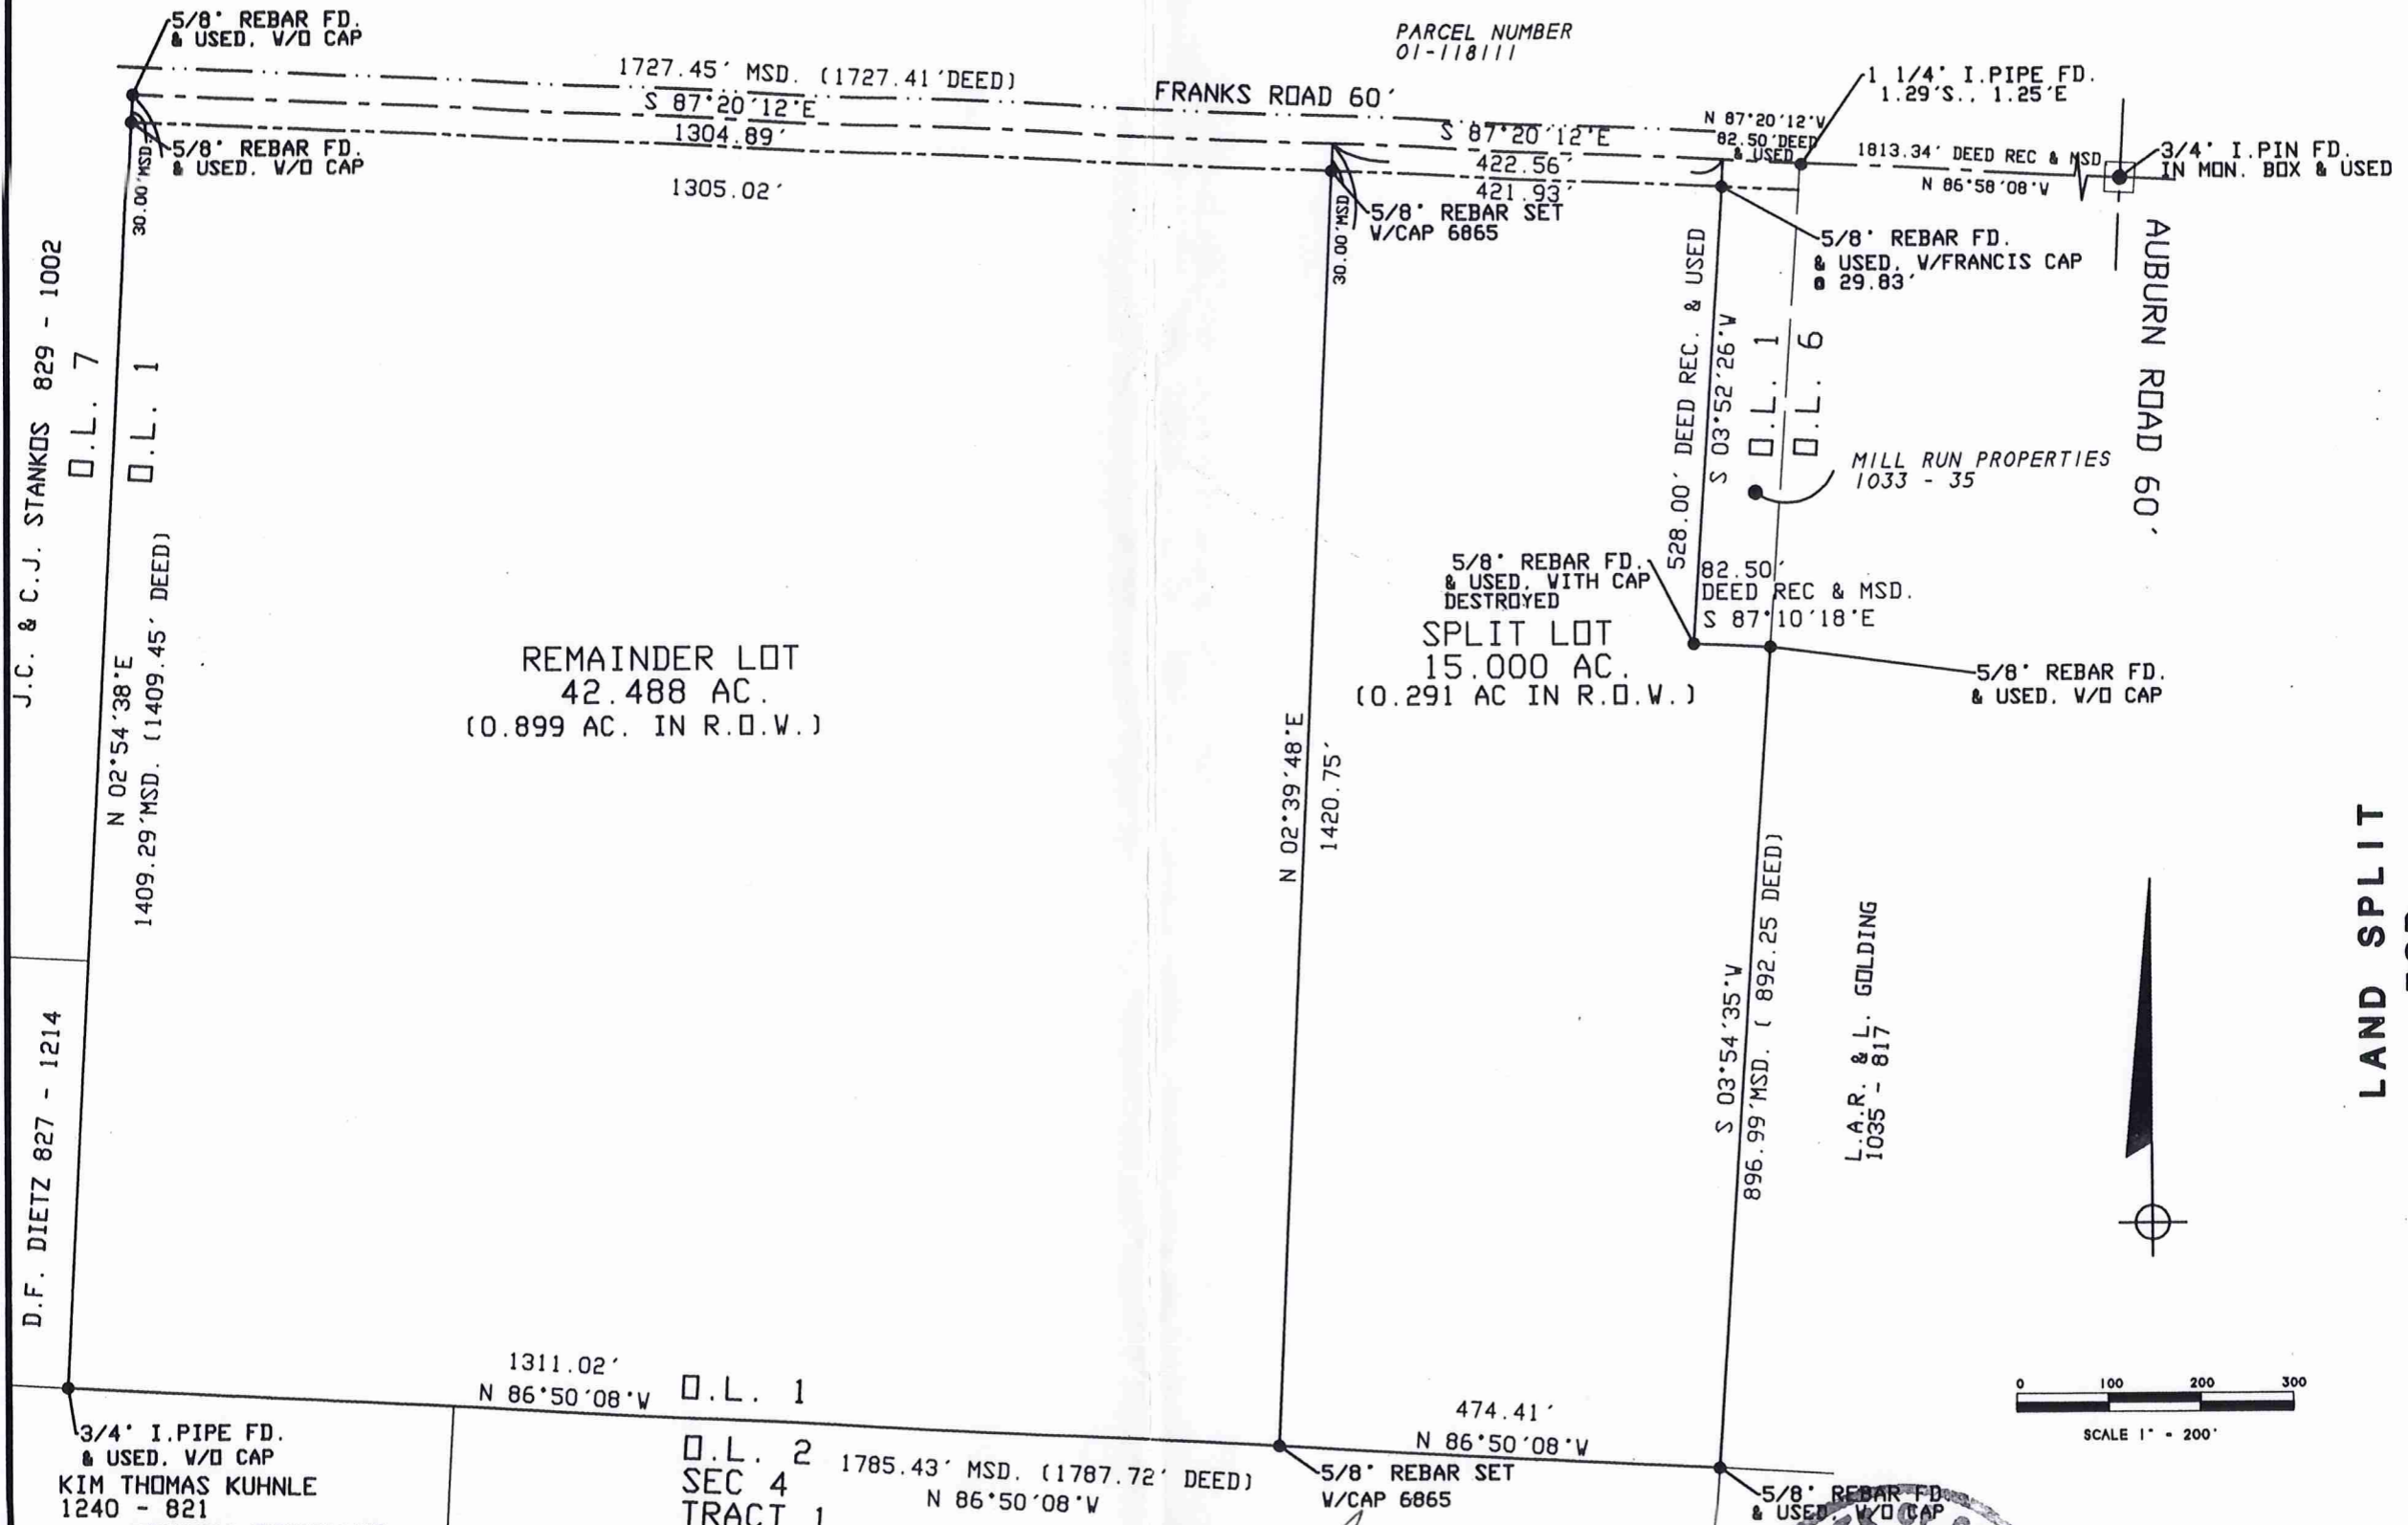 5/8" REBAR FD.
& USED. W/O CAP
PARCEL NUMBER
01-118111
1727.45' MSD. (1727.41'DEED)
S 87°20'12"E
1304.89'
1305.02'
FRANKS ROAD 60'
5/8" REBAR FD.
& USED. W/O CAP
30.00'MSD.
S 87°20'12"E
422.56'
421.93'
30.00'MSD
5/8" REBAR SET
W/CAP 6865
N 87°20'12"W
82.50'DEED
& USED
1 1/4" I.PIPE FD.
1.29'S., 1.25'E
1813.34' DEED REC & MSD
N 86°58'08"W
3/4" I.PIN FD.
IN MON. BOX & USED
5/8" REBAR FD.
& USED. W/FRANCIS CAP
@ 29.83'
AUBURN ROAD 60'
J.C. & C.J. STANKOS 829 - 1002
O.L. 7
O.L. 1
N 02°54'38"E
1409.29'MSD. (1409.45' DEED)
528.00' DEED REC. & USED
S 03°52'26"W
O.L. 1
O.L. 6
MILL RUN PROPERTIES
1033 - 35
5/8" REBAR FD.
& USED. WITH CAP
DESTROYED
82.50'
DEED REC & MSD.
S 87°10'18"E
5/8" REBAR FD.
& USED. W/O CAP
REMAINDER LOT
42.488 AC.
(0.899 AC. IN R.O.W.)
SPLIT LOT
15.000 AC.
(0.291 AC IN R.O.W.)
N 02°39'48"E
1420.75'
S 03°54'35"W
896.99'MSD. ( 892.25 DEED)
L.A.R. & L. GOLDING
1035 - 817
LAND SPLIT
D.F. DIETZ 827 - 1214
1311.02'
N 86°50'08"W
O.L. 1
474.41'
N 86°50'08"W
0 100 200 300
SCALE 1" = 200'
3/4" I.PIPE FD.
& USED. W/O CAP
KIM THOMAS KUHNLE
1240 - 821
O.L. 2
SEC 4
TRACT 1
1785.43' MSD. (1787.72' DEED)
N 86°50'08"W
5/8" REBAR SET
W/CAP 6865
5/8" REBAR FD.
& USED. W/O CAP